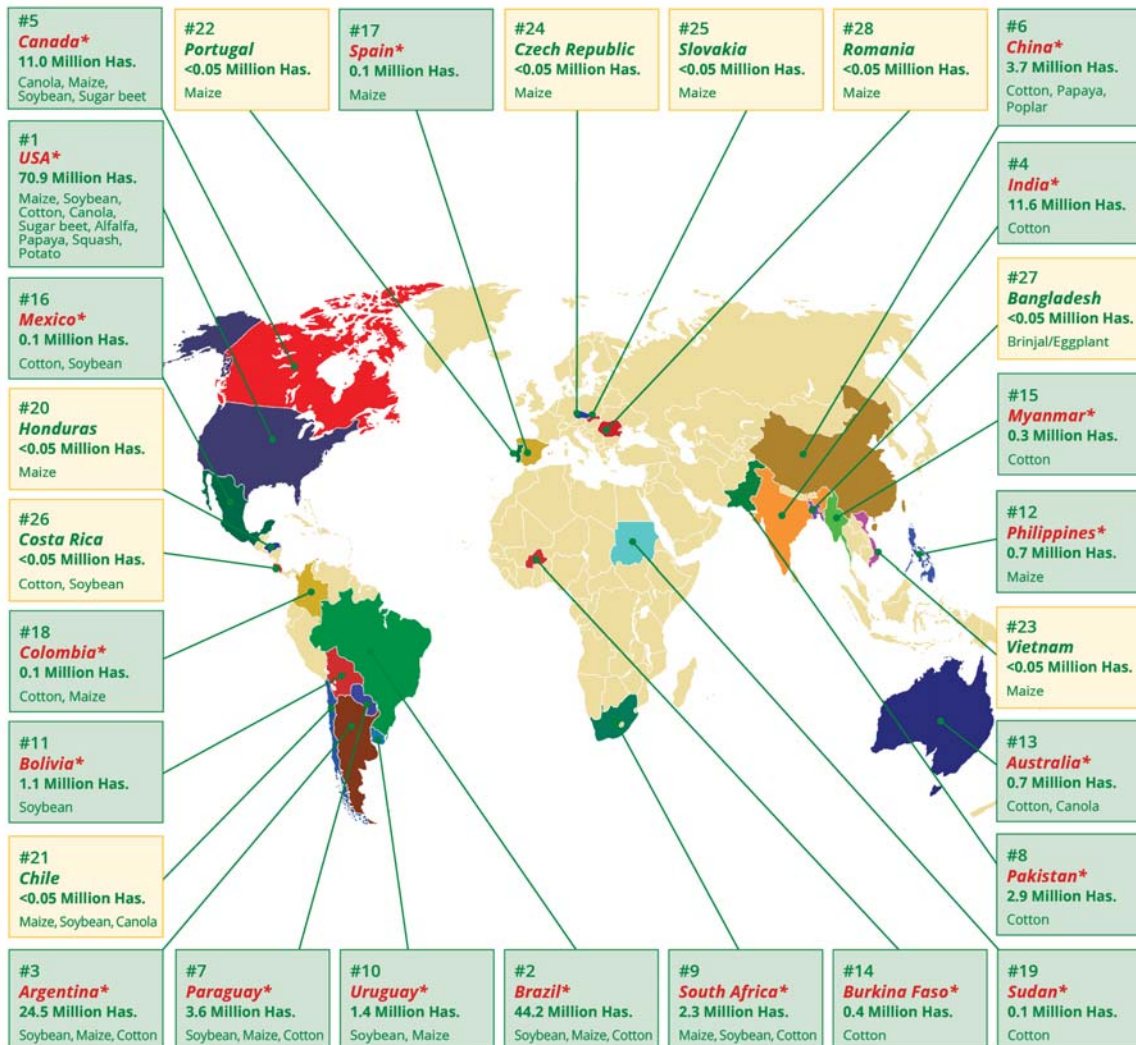 #5
Canada*
11.0 Million Has.
Canola, Maize,
Soybean, Sugar beet
#22
Portugal
<0.05 Million Has.
Maize
#17
Spain*
0.1 Million Has.
Maize
#24
Czech Republic
<0.05 Million Has.
Maize
#25
Slovakia
<0.05 Million Has.
Maize
#28
Romania
<0.05 Million Has.
Maize
#6
China*
3.7 Million Has.
Cotton, Papaya,
Poplar
#1
USA*
70.9 Million Has.
Maize, Soybean,
Cotton, Canola,
Sugar beet, Alfalfa,
Papaya, Squash,
Potato
#4
India*
11.6 Million Has.
Cotton
#27
Bangladesh
<0.05 Million Has.
Brinjal/Eggplant
#16
Mexico*
0.1 Million Has.
Cotton, Soybean
#15
Myanmar*
0.3 Million Has.
Cotton
#20
Honduras
<0.05 Million Has.
Maize
#12
Philippines*
0.7 Million Has.
Maize
#26
Costa Rica
<0.05 Million Has.
Cotton, Soybean
#23
Vietnam
<0.05 Million Has.
Maize
#18
Colombia*
0.1 Million Has.
Cotton, Maize
#13
Australia*
0.7 Million Has.
Cotton, Canola
#11
Bolivia*
1.1 Million Has.
Soybean
#8
Pakistan*
2.9 Million Has.
Cotton
#21
Chile
<0.05 Million Has.
Maize, Soybean, Canola
#3
Argentina*
24.5 Million Has.
Soybean, Maize, Cotton
#7
Paraguay*
3.6 Million Has.
Soybean, Maize, Cotton
#10
Uruguay*
1.4 Million Has.
Soybean, Maize
#2
Brazil*
44.2 Million Has.
Soybean, Maize, Cotton
#9
South Africa*
2.3 Million Has.
Maize, Soybean, Cotton
#14
Burkina Faso*
0.4 Million Has.
Cotton
#19
Sudan*
0.1 Million Has.
Cotton